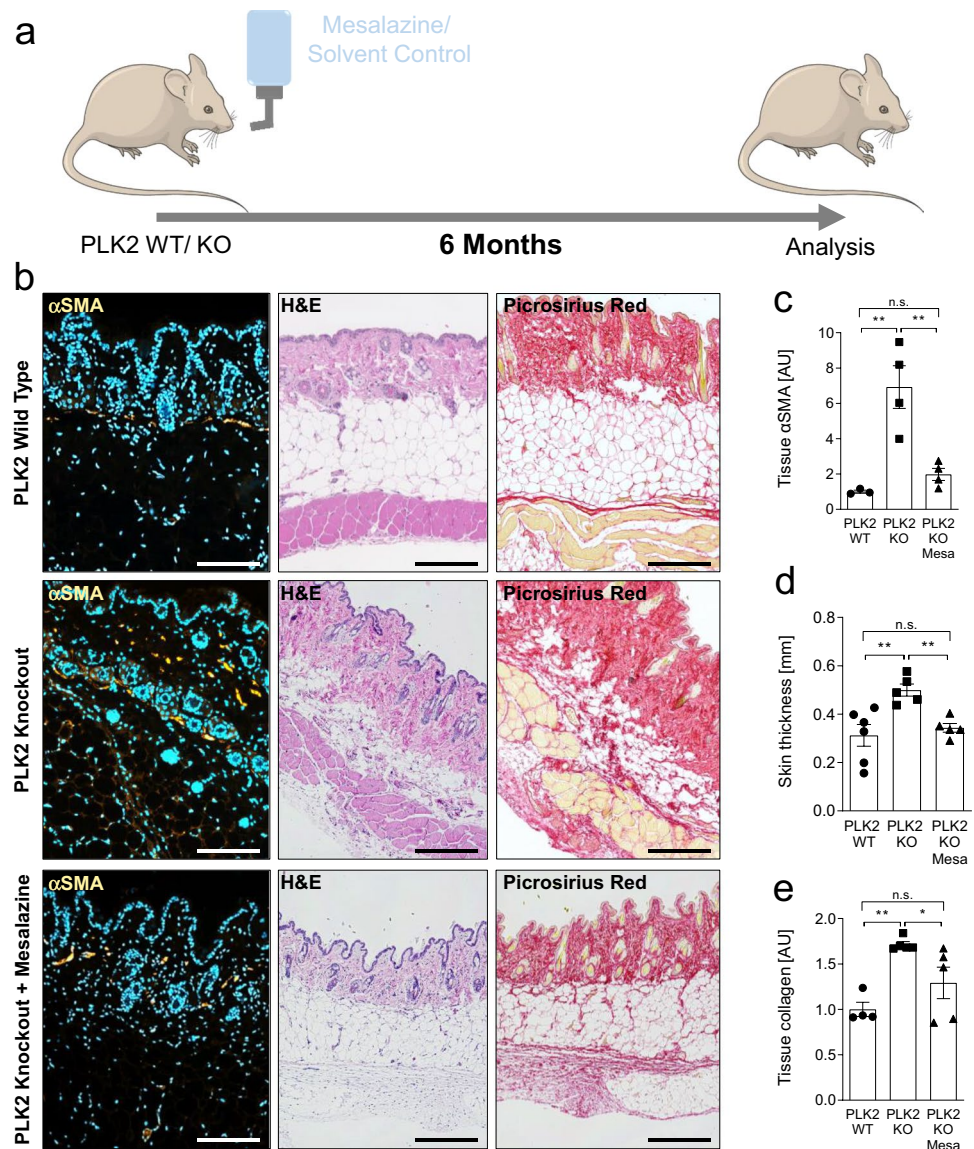 a
Mesalazine/
Solvent Control
PLK2 WT/ KO
6 Months
Analysis
b
PLK2 Wild Type
αSMA
H&E
Picrosirius Red
PLK2 Knockout
αSMA
H&E
Picrosirius Red
PLK2 Knockout + Mesalazine
αSMA
H&E
Picrosirius Red
c
n.s.
** **
Tissue αSMA [AU]
10
8
6
4
2
0
PLK2 WT
PLK2 KO
PLK2 KO Mesa
d
n.s.
** **
Skin thickness [mm]
0.6
0.4
0.2
0.0
PLK2 WT
PLK2 KO
PLK2 KO Mesa
e
n.s.
** *
Tissue collagen [AU]
2.0
1.5
1.0
0.5
0.0
PLK2 WT
PLK2 KO
PLK2 KO Mesa